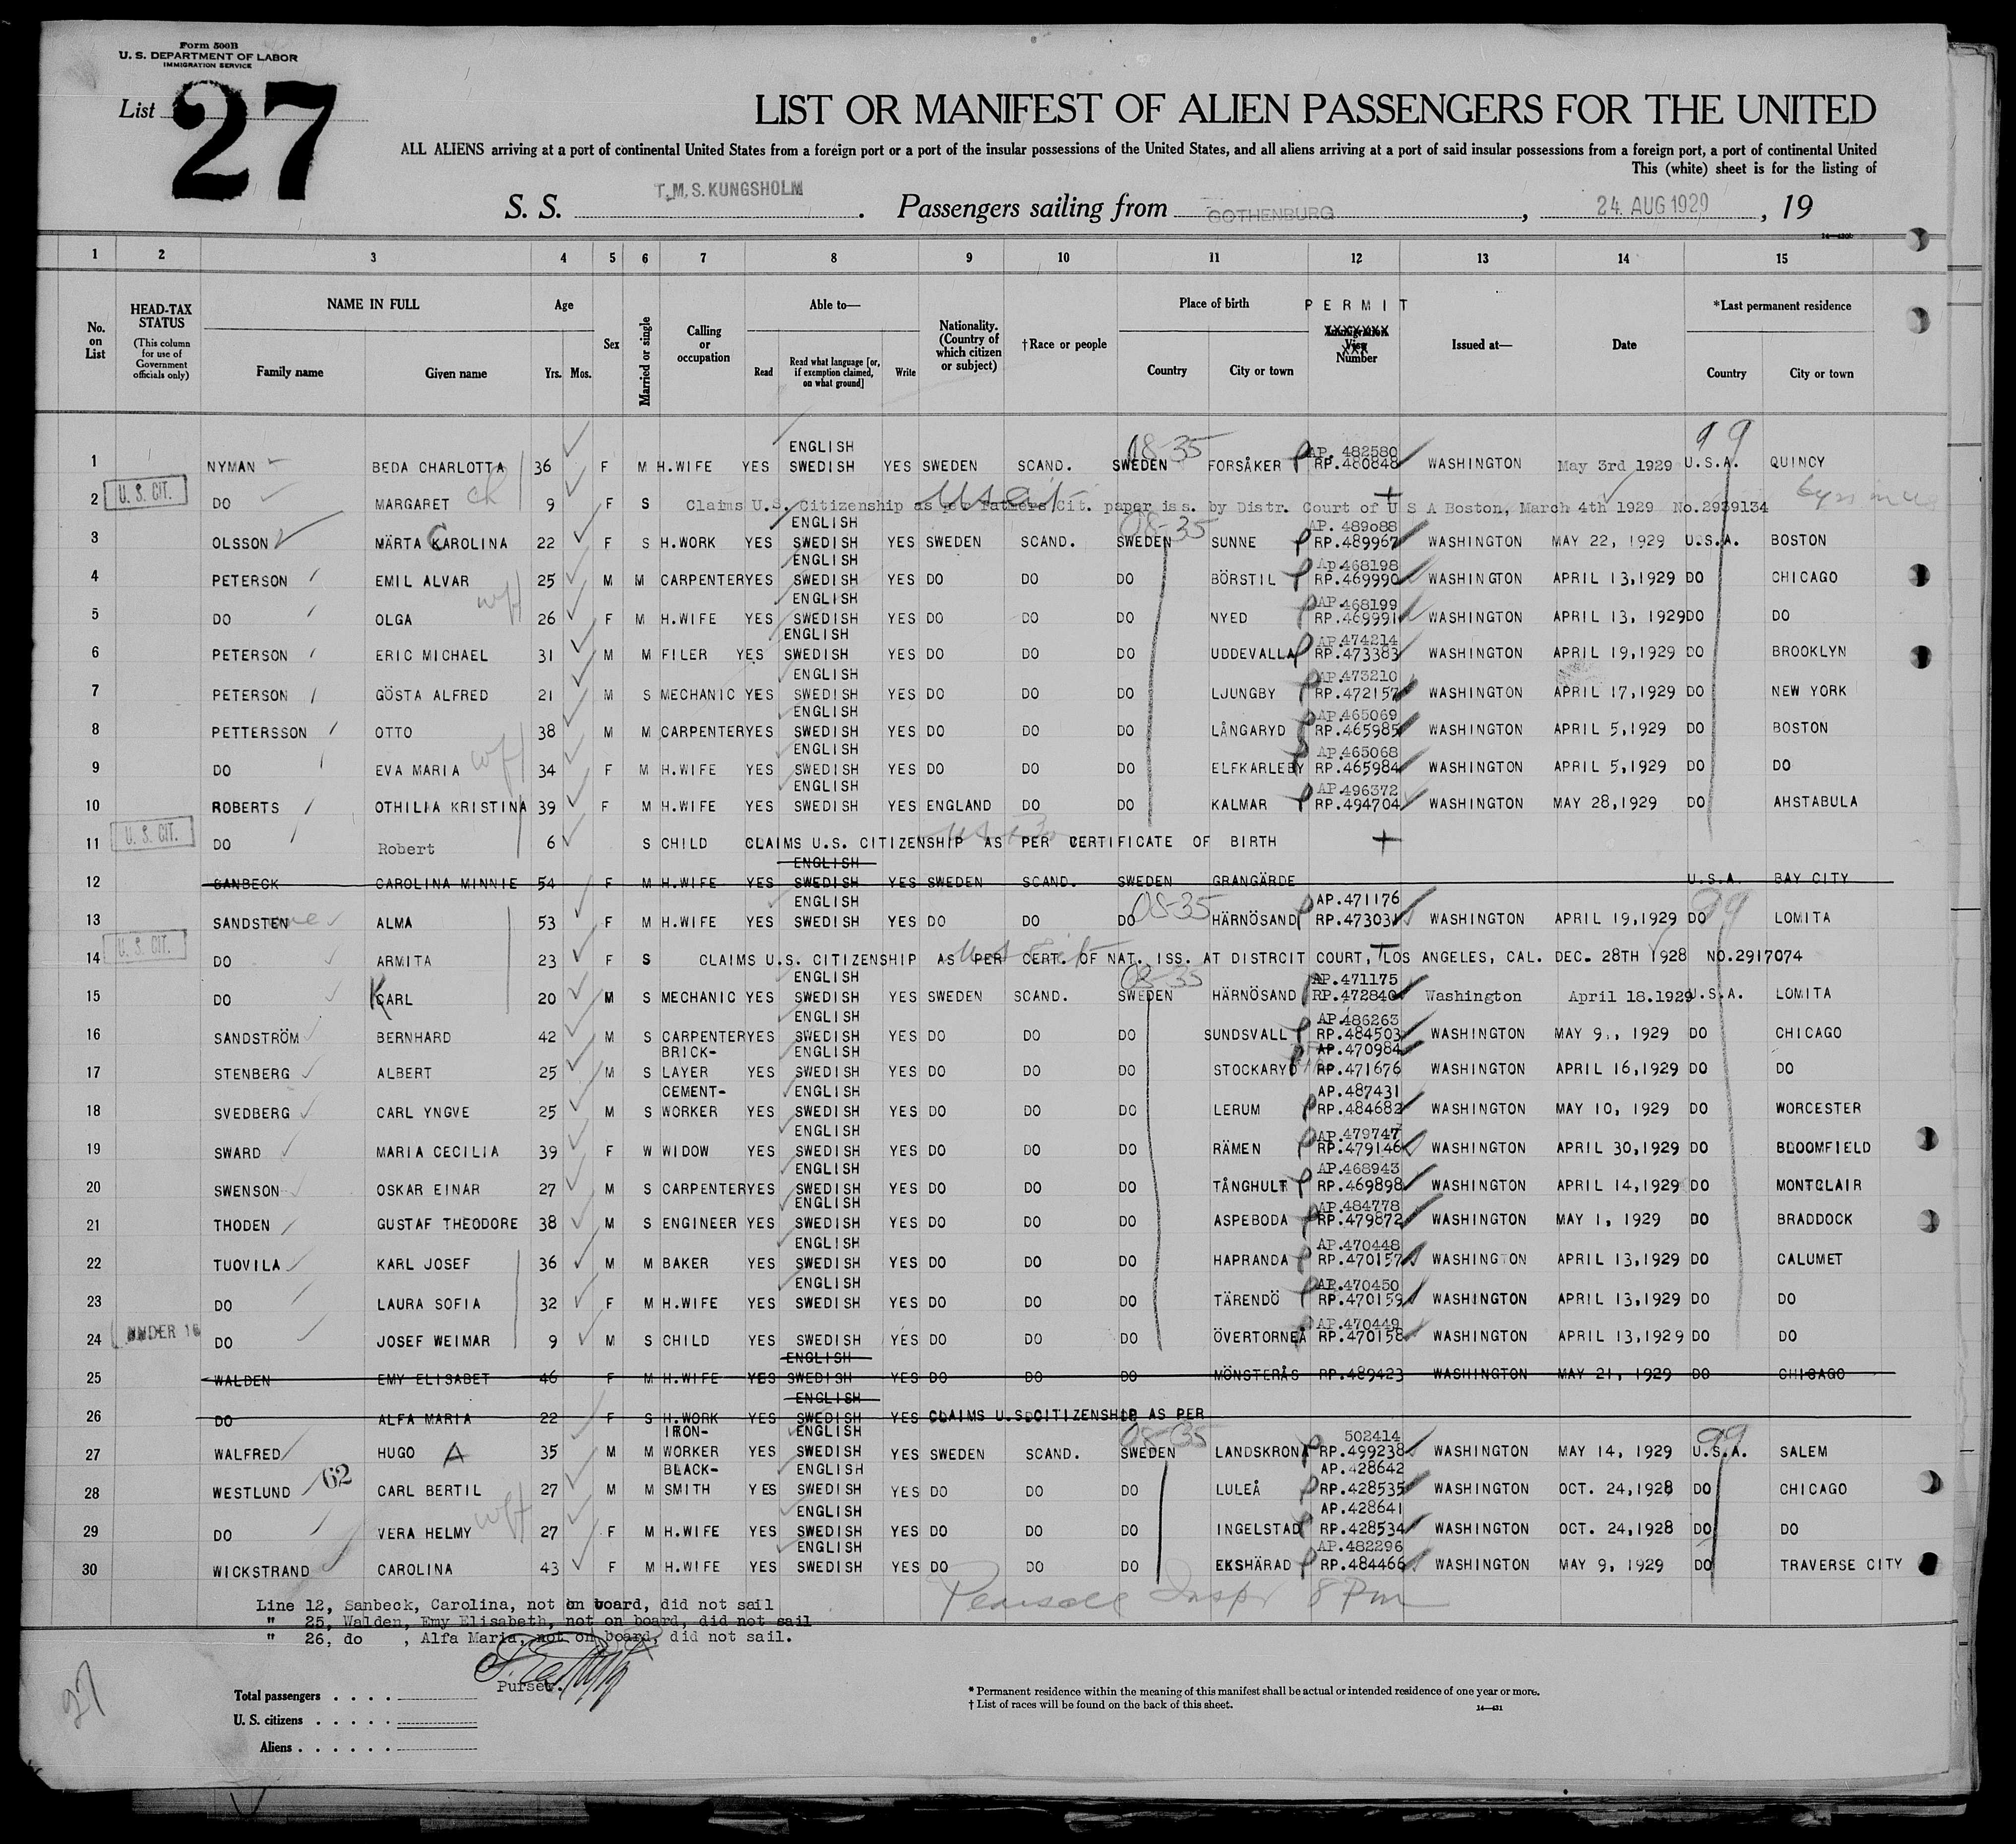 Form 500B
U. S. DEPARTMENT OF LABOR
IMMIGRATION SERVICE
List 27
LIST OR MANIFEST OF ALIEN PASSENGERS FOR THE UNITED
ALL ALIENS arriving at a port of continental United States from a foreign port or a port of the insular possessions of the United States, and all aliens arriving at a port of said insular possessions from a foreign port, a port of continental United
This (white) sheet is for the listing of
S. S. T.M.S. KUNGSHOLM . Passengers sailing from GOTHENBURG , 24. AUG 1929 , 19
14—430b
1 2 3 4 5 6 7 8 9 10 11 12 13 14 15
No. on List
HEAD-TAX STATUS (This column for use of Government officials only)
NAME IN FULL Family name Given name
Age Yrs. Mos.
Sex
Married or single
Calling or occupation
Able to— Read Read what language [or, if exemption claimed, on what ground] Write
Nationality. (Country of which citizen or subject)
†Race or people
Place of birth Country City or town
PERMIT Immigration Visa Number
Issued at—
Date
*Last permanent residence Country City or town
08-35 99
1 NYMAN BEDA CHARLOTTA 36 F M H.WIFE YES ENGLISH SWEDISH YES SWEDEN SCAND. SWEDEN FORSÅKER AP. 482580 RP.480848 WASHINGTON May 3rd 1929 U.S.A. QUINCY
2 U. S. CIT. DO MARGARET ch 9 F S Claims U.S. Citizenship as per Fathers Cit. paper iss. by Distr. Court of U S A Boston, March 4th 1929 No.2939134
08-35
3 OLSSON MÄRTA KAROLINA 22 F S H.WORK YES ENGLISH SWEDISH YES SWEDEN SCAND. SWEDEN SUNNE AP. 489088 RP.489967 WASHINGTON MAY 22, 1929 U.S.A. BOSTON
4 PETERSON EMIL ALVAR 25 M M CARPENTER YES ENGLISH SWEDISH YES DO DO DO BÖRSTIL Ap.468198 RP.469990 WASHINGTON APRIL 13,1929 DO CHICAGO
5 DO OLGA wf 26 F M H.WIFE YES ENGLISH SWEDISH YES DO DO DO NYED AP.468199 RP.469991 WASHINGTON APRIL 13, 1929 DO DO
6 PETERSON ERIC MICHAEL 31 M M FILER YES ENGLISH SWEDISH YES DO DO DO UDDEVALLA AP.474214 RP.473383 WASHINGTON APRIL 19,1929 DO BROOKLYN
7 PETERSON GÖSTA ALFRED 21 M S MECHANIC YES ENGLISH SWEDISH YES DO DO DO LJUNGBY AP.473210 RP.472157 WASHINGTON APRIL 17,1929 DO NEW YORK
8 PETTERSSON OTTO 38 M M CARPENTER YES ENGLISH SWEDISH YES DO DO DO LÅNGARYD AP.465069 RP.465985 WASHINGTON APRIL 5,1929 DO BOSTON
9 DO EVA MARIA wf 34 F M H.WIFE YES ENGLISH SWEDISH YES DO DO DO ELFKARLEBY AP.465068 RP.465984 WASHINGTON APRIL 5,1929 DO DO
10 ROBERTS OTHILIA KRISTINA 39 F M H.WIFE YES ENGLISH SWEDISH YES ENGLAND DO DO KALMAR AP.496372 RP.494704 WASHINGTON MAY 28,1929 DO AHSTABULA
11 U. S. CIT. DO Robert 6 S CHILD CLAIMS U.S. CITIZENSHIP AS PER CERTIFICATE OF BIRTH
12 SANBECK CAROLINA MINNIE 54 F M H.WIFE YES ENGLISH SWEDISH YES SWEDEN SCAND. SWEDEN GRANGÄRDE U.S.A. BAY CITY
08-35 99
13 SANDSTEN ALMA 53 F M H.WIFE YES ENGLISH SWEDISH YES DO DO DO HÄRNÖSAND AP.471176 RP.473031 WASHINGTON APRIL 19,1929 DO LOMITA
14 U. S. CIT. DO ARMITA 23 F S CLAIMS U.S. CITIZENSHIP AS PER CERT. OF NAT. ISS. AT DISTRCIT COURT, LOS ANGELES, CAL. DEC. 28TH 1928 NO.2917074
08-35
15 DO KARL 20 M S MECHANIC YES ENGLISH SWEDISH YES SWEDEN SCAND. SWEDEN HÄRNÖSAND AP.471175 RP.472840 Washington April 18.1929 U.S.A. LOMITA
16 SANDSTRÖM BERNHARD 42 M S CARPENTER YES ENGLISH SWEDISH YES DO DO DO SUNDSVALL AP.486263 RP.484503 WASHINGTON MAY 9., 1929 DO CHICAGO
17 STENBERG ALBERT 25 M S BRICK-LAYER YES ENGLISH SWEDISH YES DO DO DO STOCKARYD AP.470984 RP.471676 WASHINGTON APRIL 16,1929 DO DO
18 SVEDBERG CARL YNGVE 25 M S CEMENT-WORKER YES ENGLISH SWEDISH YES DO DO DO LERUM AP.487431 RP.484682 WASHINGTON MAY 10, 1929 DO WORCESTER
19 SWARD MARIA CECILIA 39 F W WIDOW YES ENGLISH SWEDISH YES DO DO DO RÄMEN AP.479747 RP.479146 WASHINGTON APRIL 30,1929 DO BLOOMFIELD
20 SWENSON OSKAR EINAR 27 M S CARPENTER YES ENGLISH SWEDISH YES DO DO DO TÅNGHULT AP.468943 RP.469898 WASHINGTON APRIL 14,1929 DO MONTCLAIR
21 THODEN GUSTAF THEODORE 38 M S ENGINEER YES ENGLISH SWEDISH YES DO DO DO ASPEBODA AP.484778 RP.479872 WASHINGTON MAY 1, 1929 DO BRADDOCK
22 TUOVILA KARL JOSEF 36 M M BAKER YES ENGLISH SWEDISH YES DO DO DO HAPRANDA AP.470448 RP.470157 WASHINGTON APRIL 13,1929 DO CALUMET
23 DO LAURA SOFIA 32 F M H.WIFE YES ENGLISH SWEDISH YES DO DO DO TÄRENDÖ AP.470450 RP.470159 WASHINGTON APRIL 13,1929 DO DO
24 UNDER 16 DO JOSEF WEIMAR 9 M S CHILD YES SWEDISH YES DO DO DO ÖVERTORNEÅ AP.470449 RP.470158 WASHINGTON APRIL 13,1929 DO DO
25 WALDEN EMY ELISABET 46 F M H.WIFE YES ENGLISH SWEDISH YES DO DO DO MÖNSTERÅS RP.489423 WASHINGTON MAY 21, 1929 DO CHICAGO
26 DO ALFA MARIA 22 F S H.WORK YES ENGLISH SWEDISH YES CLAIMS U.S. CITIZENSHIP AS PER
08-35 99
27 WALFRED HUGO A 35 M M IRON-WORKER YES ENGLISH SWEDISH YES SWEDEN SCAND. SWEDEN LANDSKRONA 502414 RP.499238 WASHINGTON MAY 14, 1929 U.S.A. SALEM
28 WESTLUND 62 CARL BERTIL 27 M M BLACK-SMITH YES ENGLISH SWEDISH YES DO DO DO LULEÅ AP.428642 RP.428535 WASHINGTON OCT. 24,1928 DO CHICAGO
29 DO VERA HELMY wf 27 F M H.WIFE YES ENGLISH SWEDISH YES DO DO DO INGELSTAD AP.428641 RP.428534 WASHINGTON OCT. 24,1928 DO DO
30 WICKSTRAND CAROLINA 43 F M H.WIFE YES ENGLISH SWEDISH YES DO DO DO EKSHÄRAD AP.482296 RP.484466 WASHINGTON MAY 9, 1929 DO TRAVERSE CITY
Insp 8 Pm
Line 12, Sanbeck, Carolina, not on board, did not sail
" 25, Walden, Emy Elisabeth, not on board, did not sail
" 26, do , Alfa Maria, not on board, did not sail.
Purser.
27
Total passengers . . . .
U. S. citizens . . . . .
Aliens . . . . . .
* Permanent residence within the meaning of this manifest shall be actual or intended residence of one year or more.
† List of races will be found on the back of this sheet.
14—431